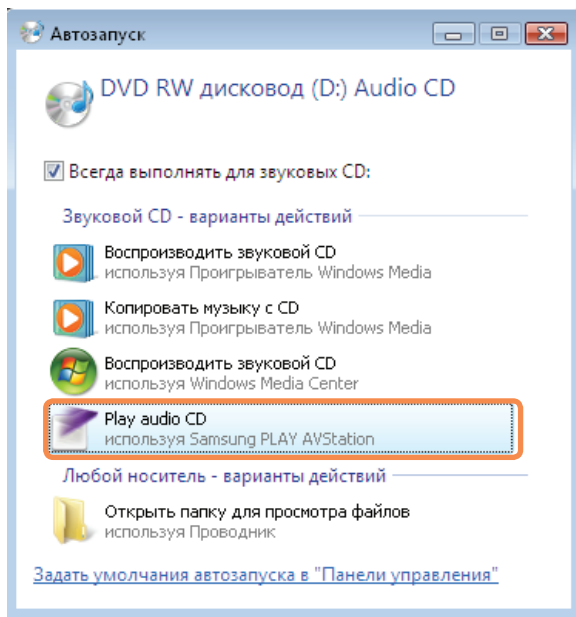 Автозапуск
DVD RW дисковод (D:) Audio CD
Всегда выполнять для звуковых CD:
Звуковой CD - варианты действий
Воспроизводить звуковой CD
используя Проигрыватель Windows Media
Копировать музыку с CD
используя Проигрыватель Windows Media
Воспроизводить звуковой CD
используя Windows Media Center
Play audio CD
используя Samsung PLAY AVStation
Любой носитель - варианты действий
Открыть папку для просмотра файлов
используя Проводник
Задать умолчания автозапуска в "Панели управления"